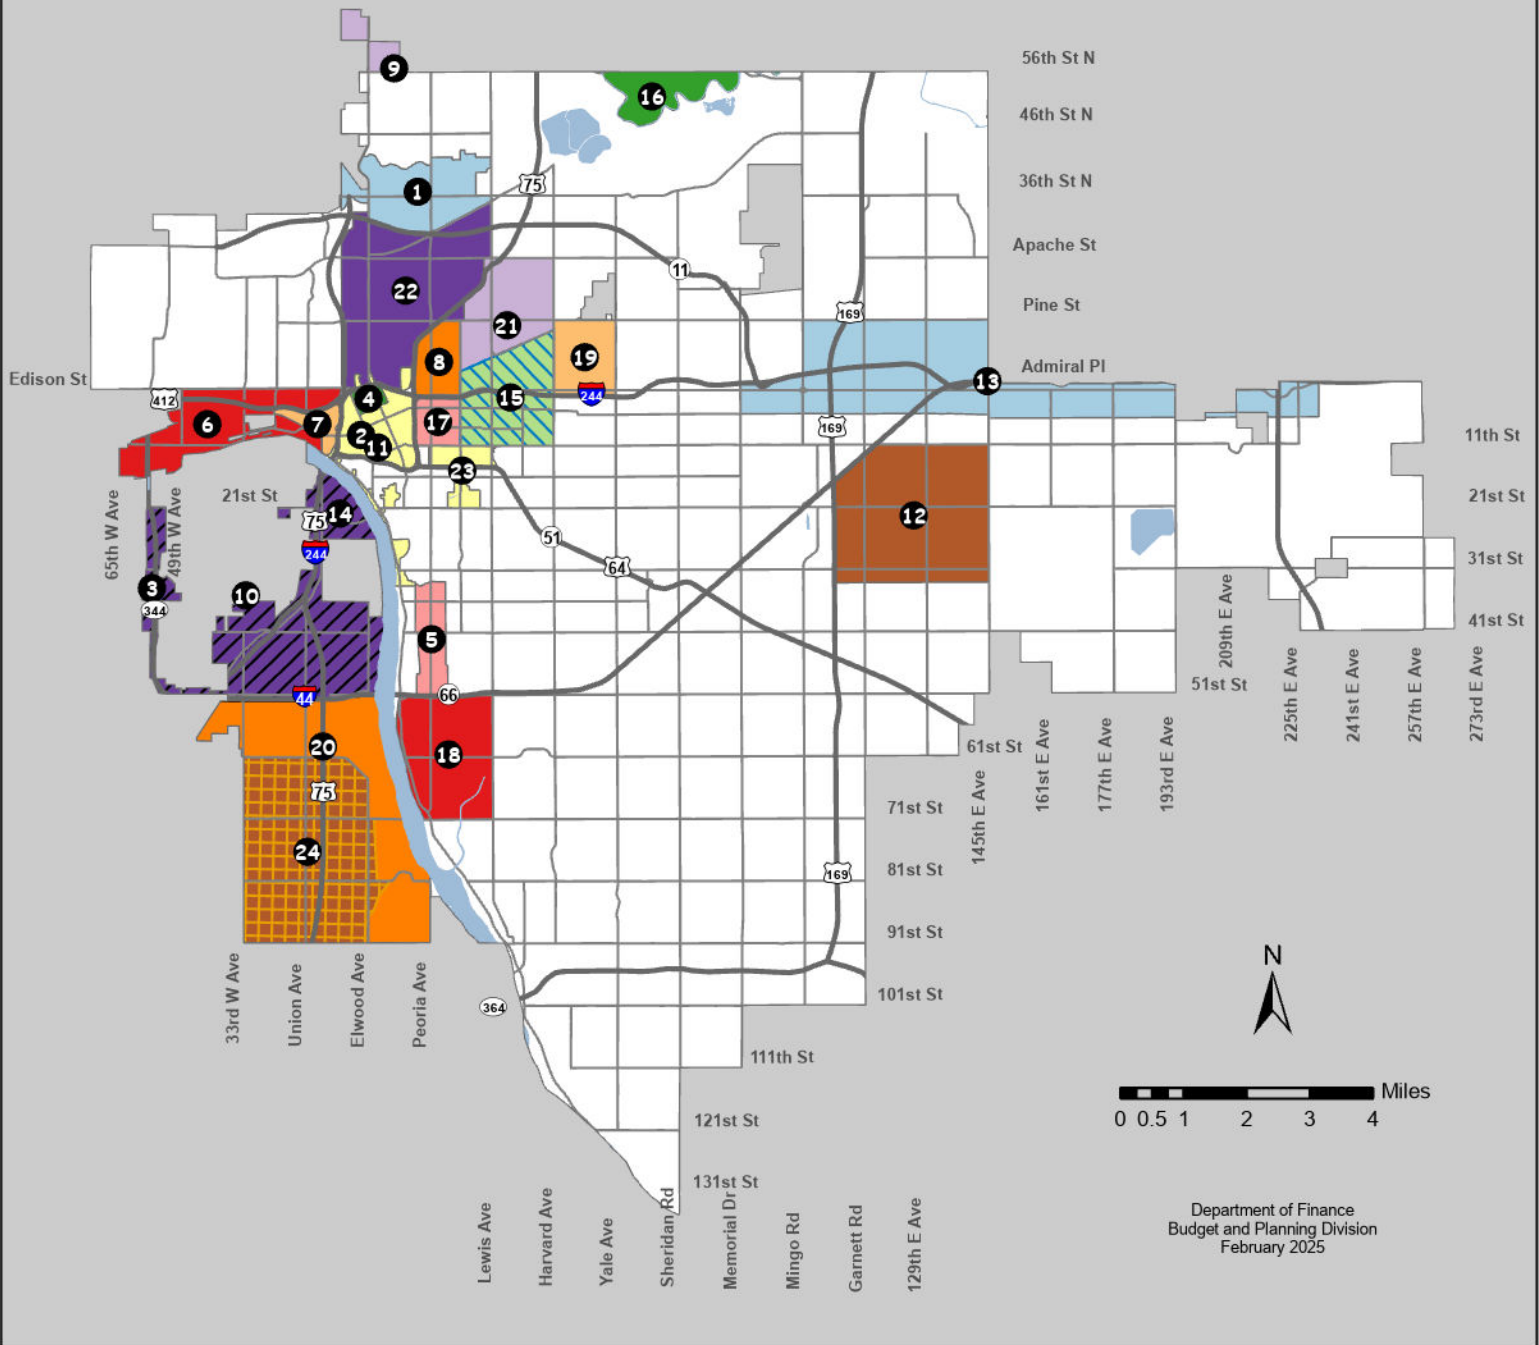 56th St N
9
16
46th St N
36th St N
1
75
Apache St
11
22
Pine St
169
21
8
19
Admiral Pl
Edison St
13
412
4
15
244
6
7
17
169
2
11
11th St
23
65th W Ave
49th W Ave
21st St
75
14
12
21st St
244
51
64
31st St
3
344
10
209th E Ave
41st St
5
44
66
51st St
225th E Ave
241st E Ave
257th E Ave
273rd E Ave
20
18
61st St
161st E Ave
177th E Ave
193rd E Ave
145th E Ave
75
71st St
24
81st St
169
91st St
33rd W Ave
Union Ave
Elwood Ave
Peoria Ave
N
364
101st St
111th St
Miles
0 0.5 1 2 3 4
121st St
131st St
Lewis Ave
Harvard Ave
Yale Ave
Sheridan Rd
Memorial Dr
Mingo Rd
Garnett Rd
129th E Ave
Department of Finance
Budget and Planning Division
February 2025